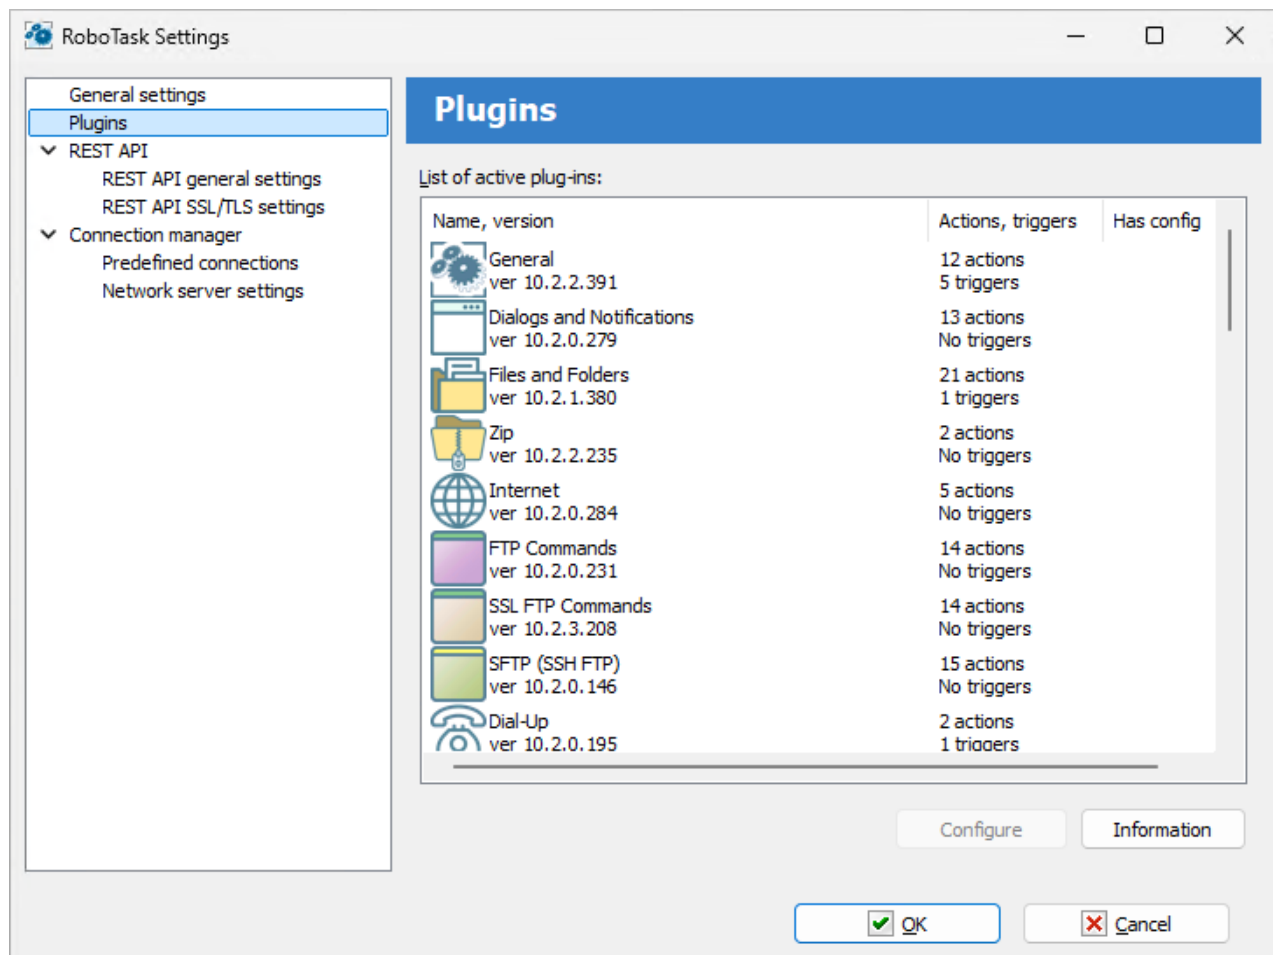 RoboTask Settings
General settings
Plugins
REST API
REST API general settings
REST API SSL/TLS settings
Connection manager
Predefined connections
Network server settings
Plugins
List of active plug-ins:
Name, version
Actions, triggers
Has config
General
ver 10.2.2.391
12 actions
5 triggers
Dialogs and Notifications
ver 10.2.0.279
13 actions
No triggers
Files and Folders
ver 10.2.1.380
21 actions
1 triggers
Zip
ver 10.2.2.235
2 actions
No triggers
Internet
ver 10.2.0.284
5 actions
No triggers
FTP Commands
ver 10.2.0.231
14 actions
No triggers
SSL FTP Commands
ver 10.2.3.208
14 actions
No triggers
SFTP (SSH FTP)
ver 10.2.0.146
15 actions
No triggers
Dial-Up
ver 10.2.0.195
2 actions
1 triggers
Configure
Information
OK
Cancel